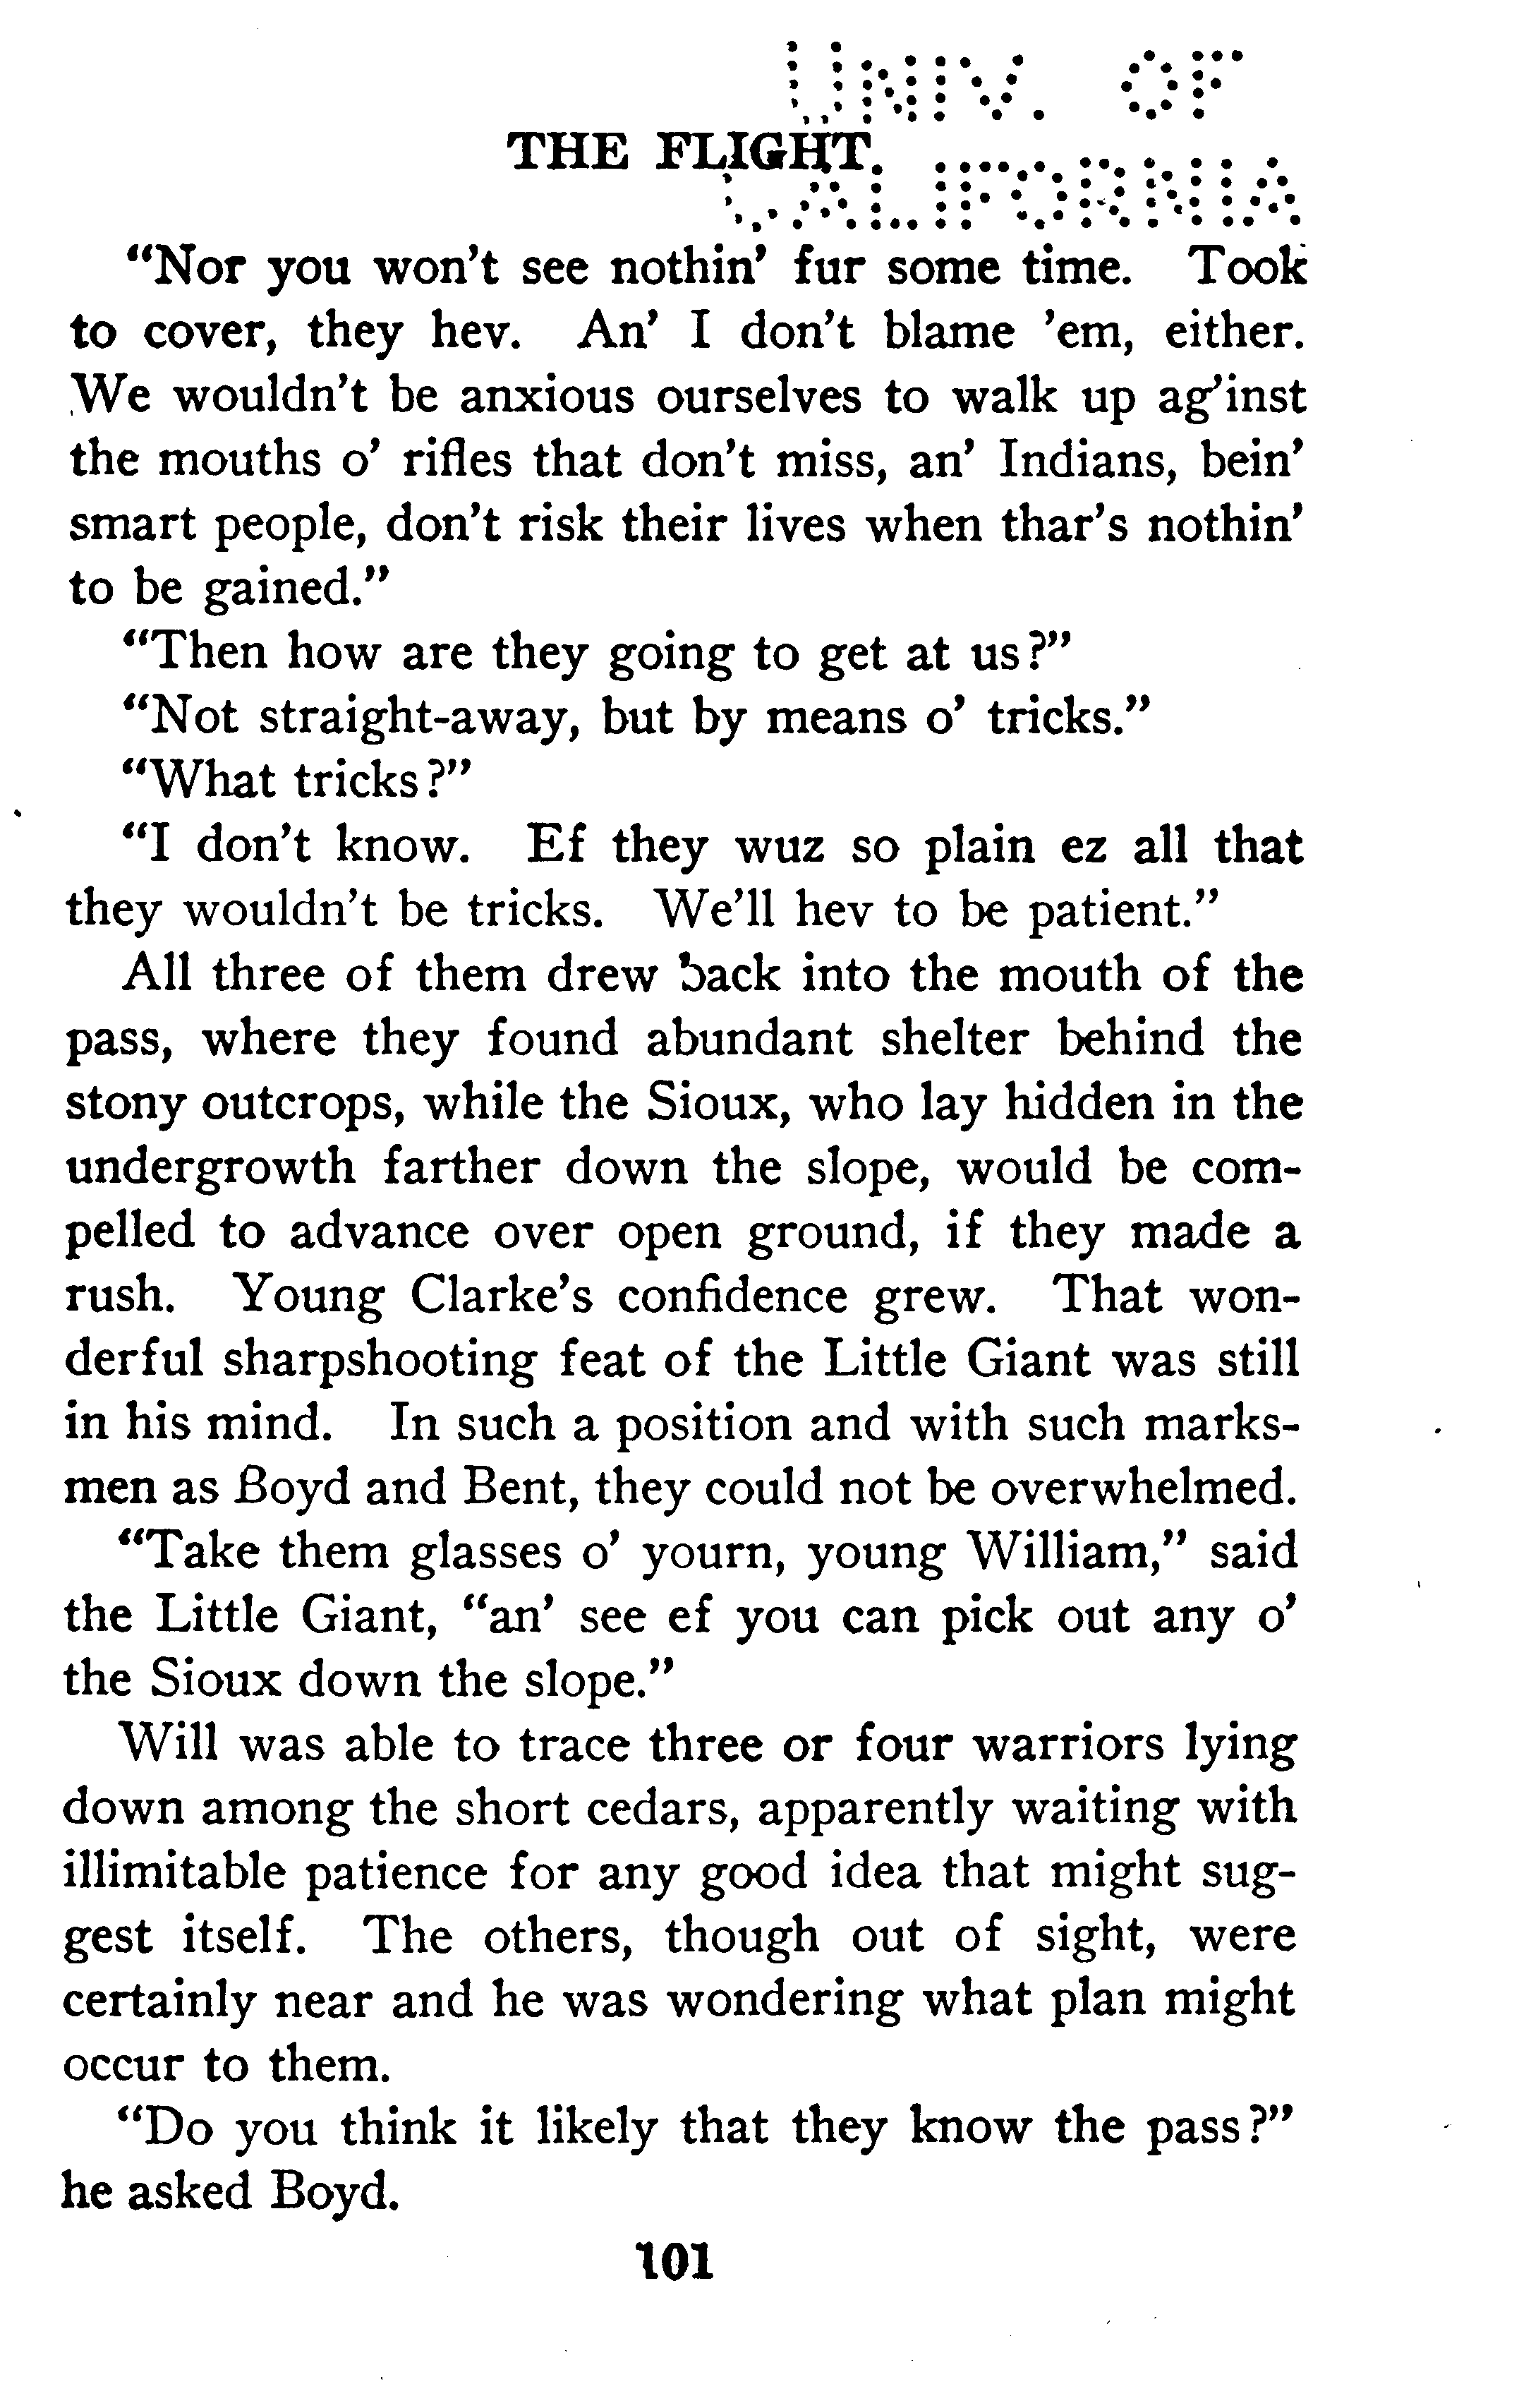 UNIV. OF
THE FLIGHT
CALIFORNIA
"Nor you won't see nothin' fur some time. Took
to cover, they hev. An' I don't blame 'em, either.
We wouldn't be anxious ourselves to walk up ag'inst
the mouths o' rifles that don't miss, an' Indians, bein'
smart people, don't risk their lives when thar's nothin'
to be gained."
"Then how are they going to get at us?"
"Not straight-away, but by means o' tricks."
"What tricks?"
"I don't know. Ef they wuz so plain ez all that
they wouldn't be tricks. We'll hev to be patient."
All three of them drew back into the mouth of the
pass, where they found abundant shelter behind the
stony outcrops, while the Sioux, who lay hidden in the
undergrowth farther down the slope, would be com-
pelled to advance over open ground, if they made a
rush. Young Clarke's confidence grew. That won-
derful sharpshooting feat of the Little Giant was still
in his mind. In such a position and with such marks-
men as Boyd and Bent, they could not be overwhelmed.
"Take them glasses o' yourn, young William," said
the Little Giant, "an' see ef you can pick out any o'
the Sioux down the slope."
Will was able to trace three or four warriors lying
down among the short cedars, apparently waiting with
illimitable patience for any good idea that might sug-
gest itself. The others, though out of sight, were
certainly near and he was wondering what plan might
occur to them.
"Do you think it likely that they know the pass?"
he asked Boyd.
101